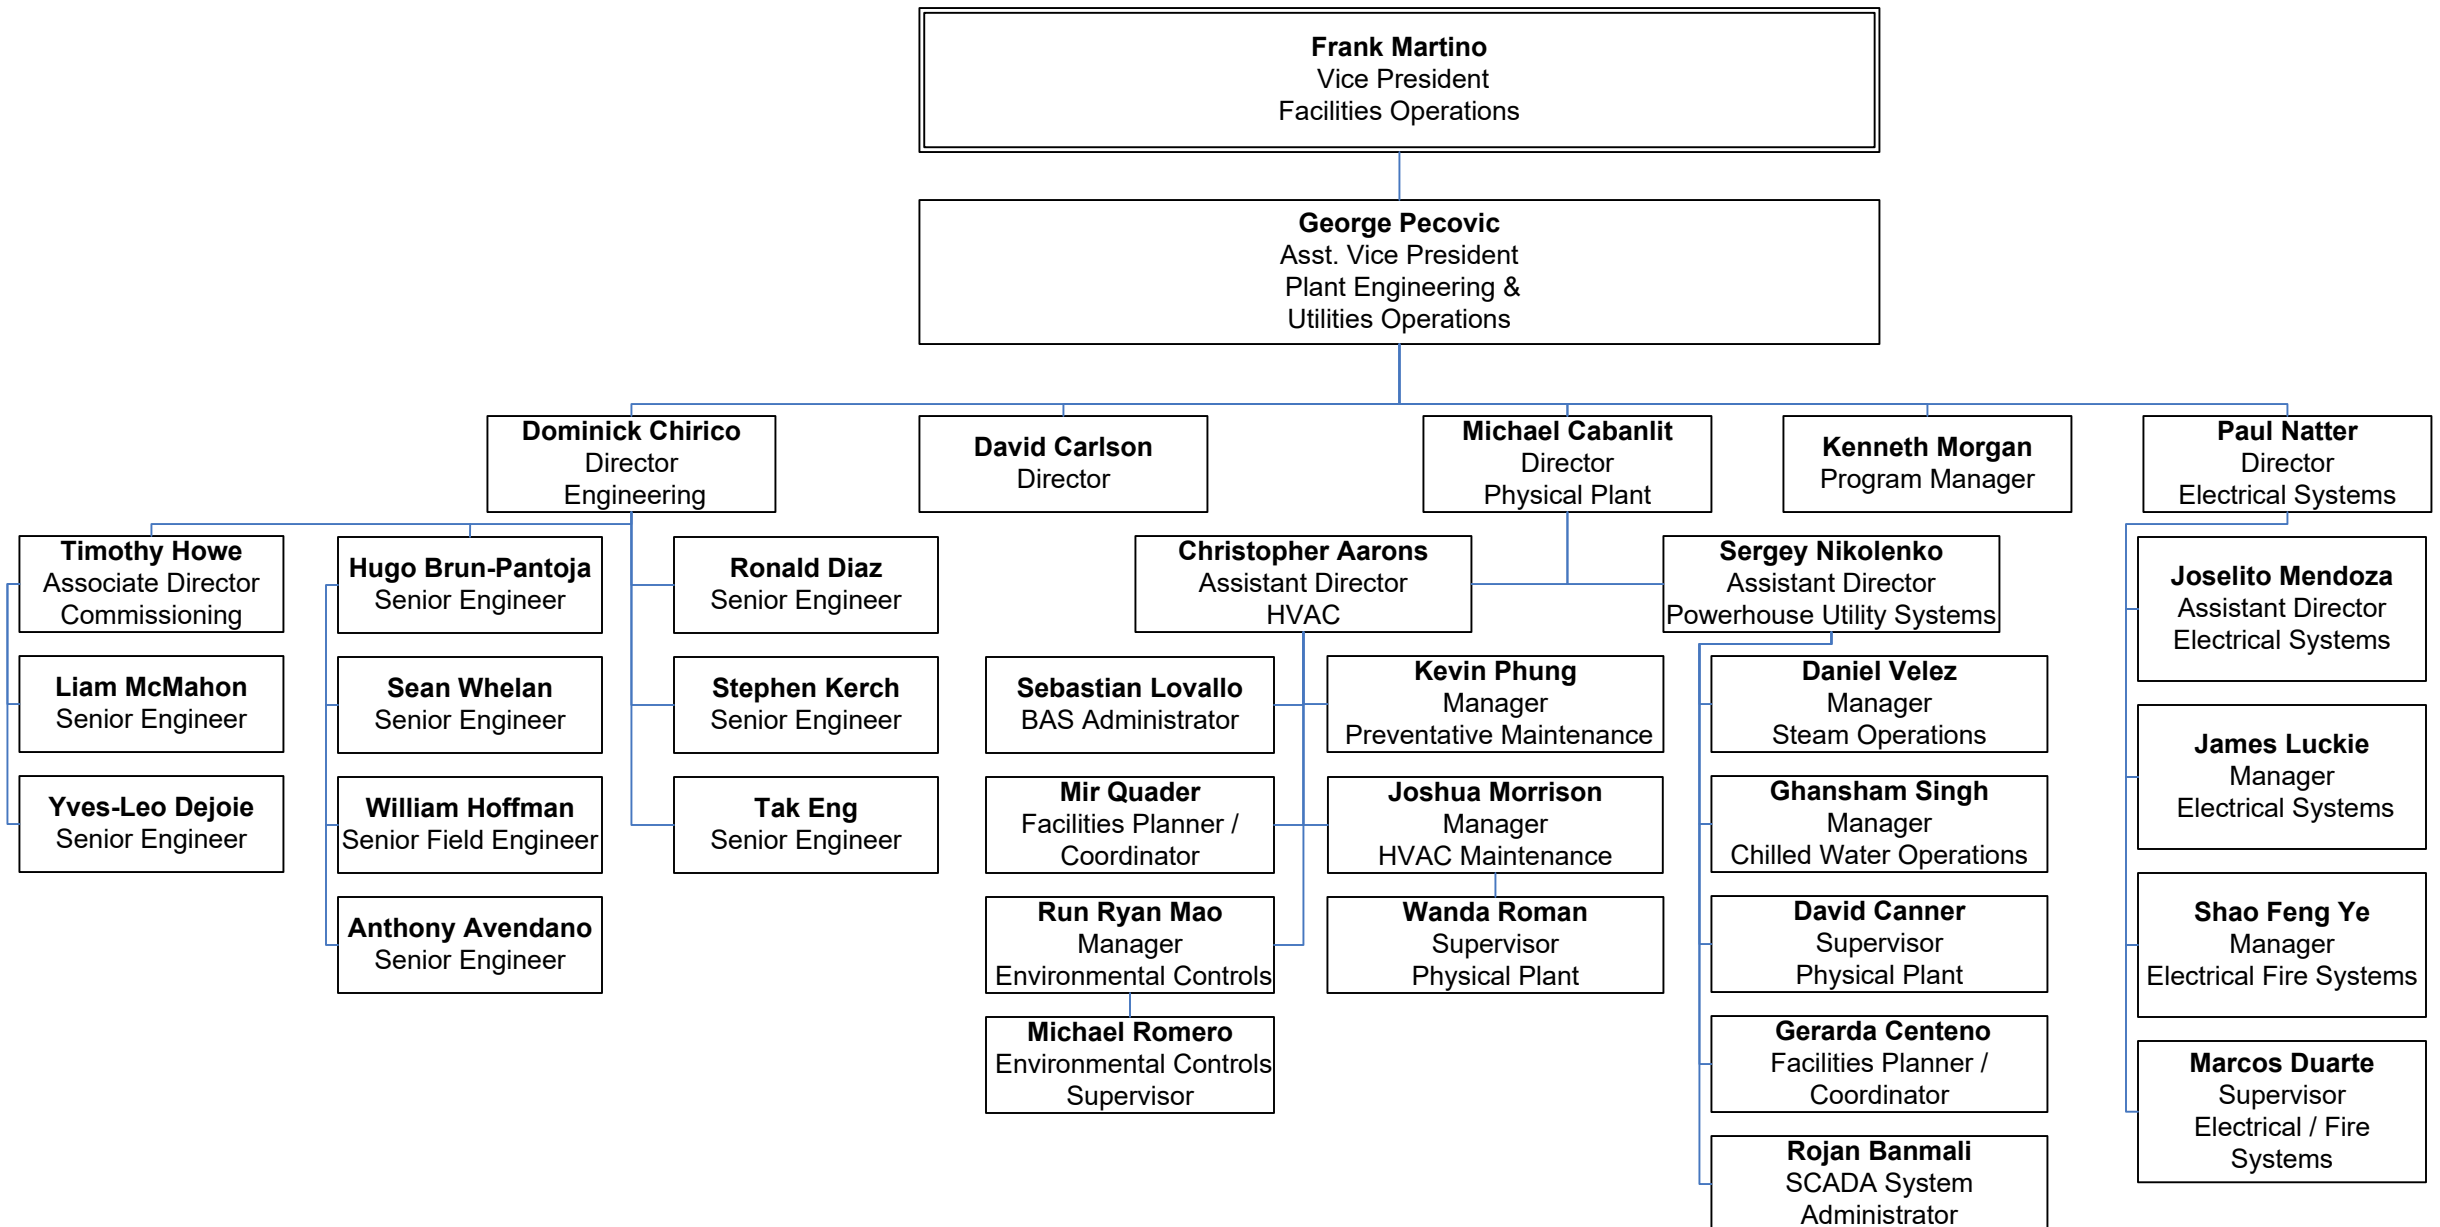 Frank Martino
Vice President
Facilities Operations
George Pecovic
Asst. Vice President
Plant Engineering &
Utilities Operations
Dominick Chirico
Director
Engineering
David Carlson
Director
Michael Cabanlit
Director
Physical Plant
Kenneth Morgan
Program Manager
Paul Natter
Director
Electrical Systems
Timothy Howe
Associate Director
Commissioning
Liam McMahon
Senior Engineer
Yves-Leo Dejoie
Senior Engineer
Hugo Brun-Pantoja
Senior Engineer
Sean Whelan
Senior Engineer
William Hoffman
Senior Field Engineer
Anthony Avendano
Senior Engineer
Ronald Diaz
Senior Engineer
Stephen Kerch
Senior Engineer
Tak Eng
Senior Engineer
Christopher Aarons
Assistant Director
HVAC
Sebastian Lovallo
BAS Administrator
Mir Quader
Facilities Planner /
Coordinator
Run Ryan Mao
Manager
Environmental Controls
Michael Romero
Environmental Controls
Supervisor
Kevin Phung
Manager
Preventative Maintenance
Joshua Morrison
Manager
HVAC Maintenance
Wanda Roman
Supervisor
Physical Plant
Sergey Nikolenko
Assistant Director
Powerhouse Utility Systems
Daniel Velez
Manager
Steam Operations
Ghansham Singh
Manager
Chilled Water Operations
David Canner
Supervisor
Physical Plant
Gerarda Centeno
Facilities Planner /
Coordinator
Rojan Banmali
SCADA System
Administrator
Joselito Mendoza
Assistant Director
Electrical Systems
James Luckie
Manager
Electrical Systems
Shao Feng Ye
Manager
Electrical Fire Systems
Marcos Duarte
Supervisor
Electrical / Fire
Systems